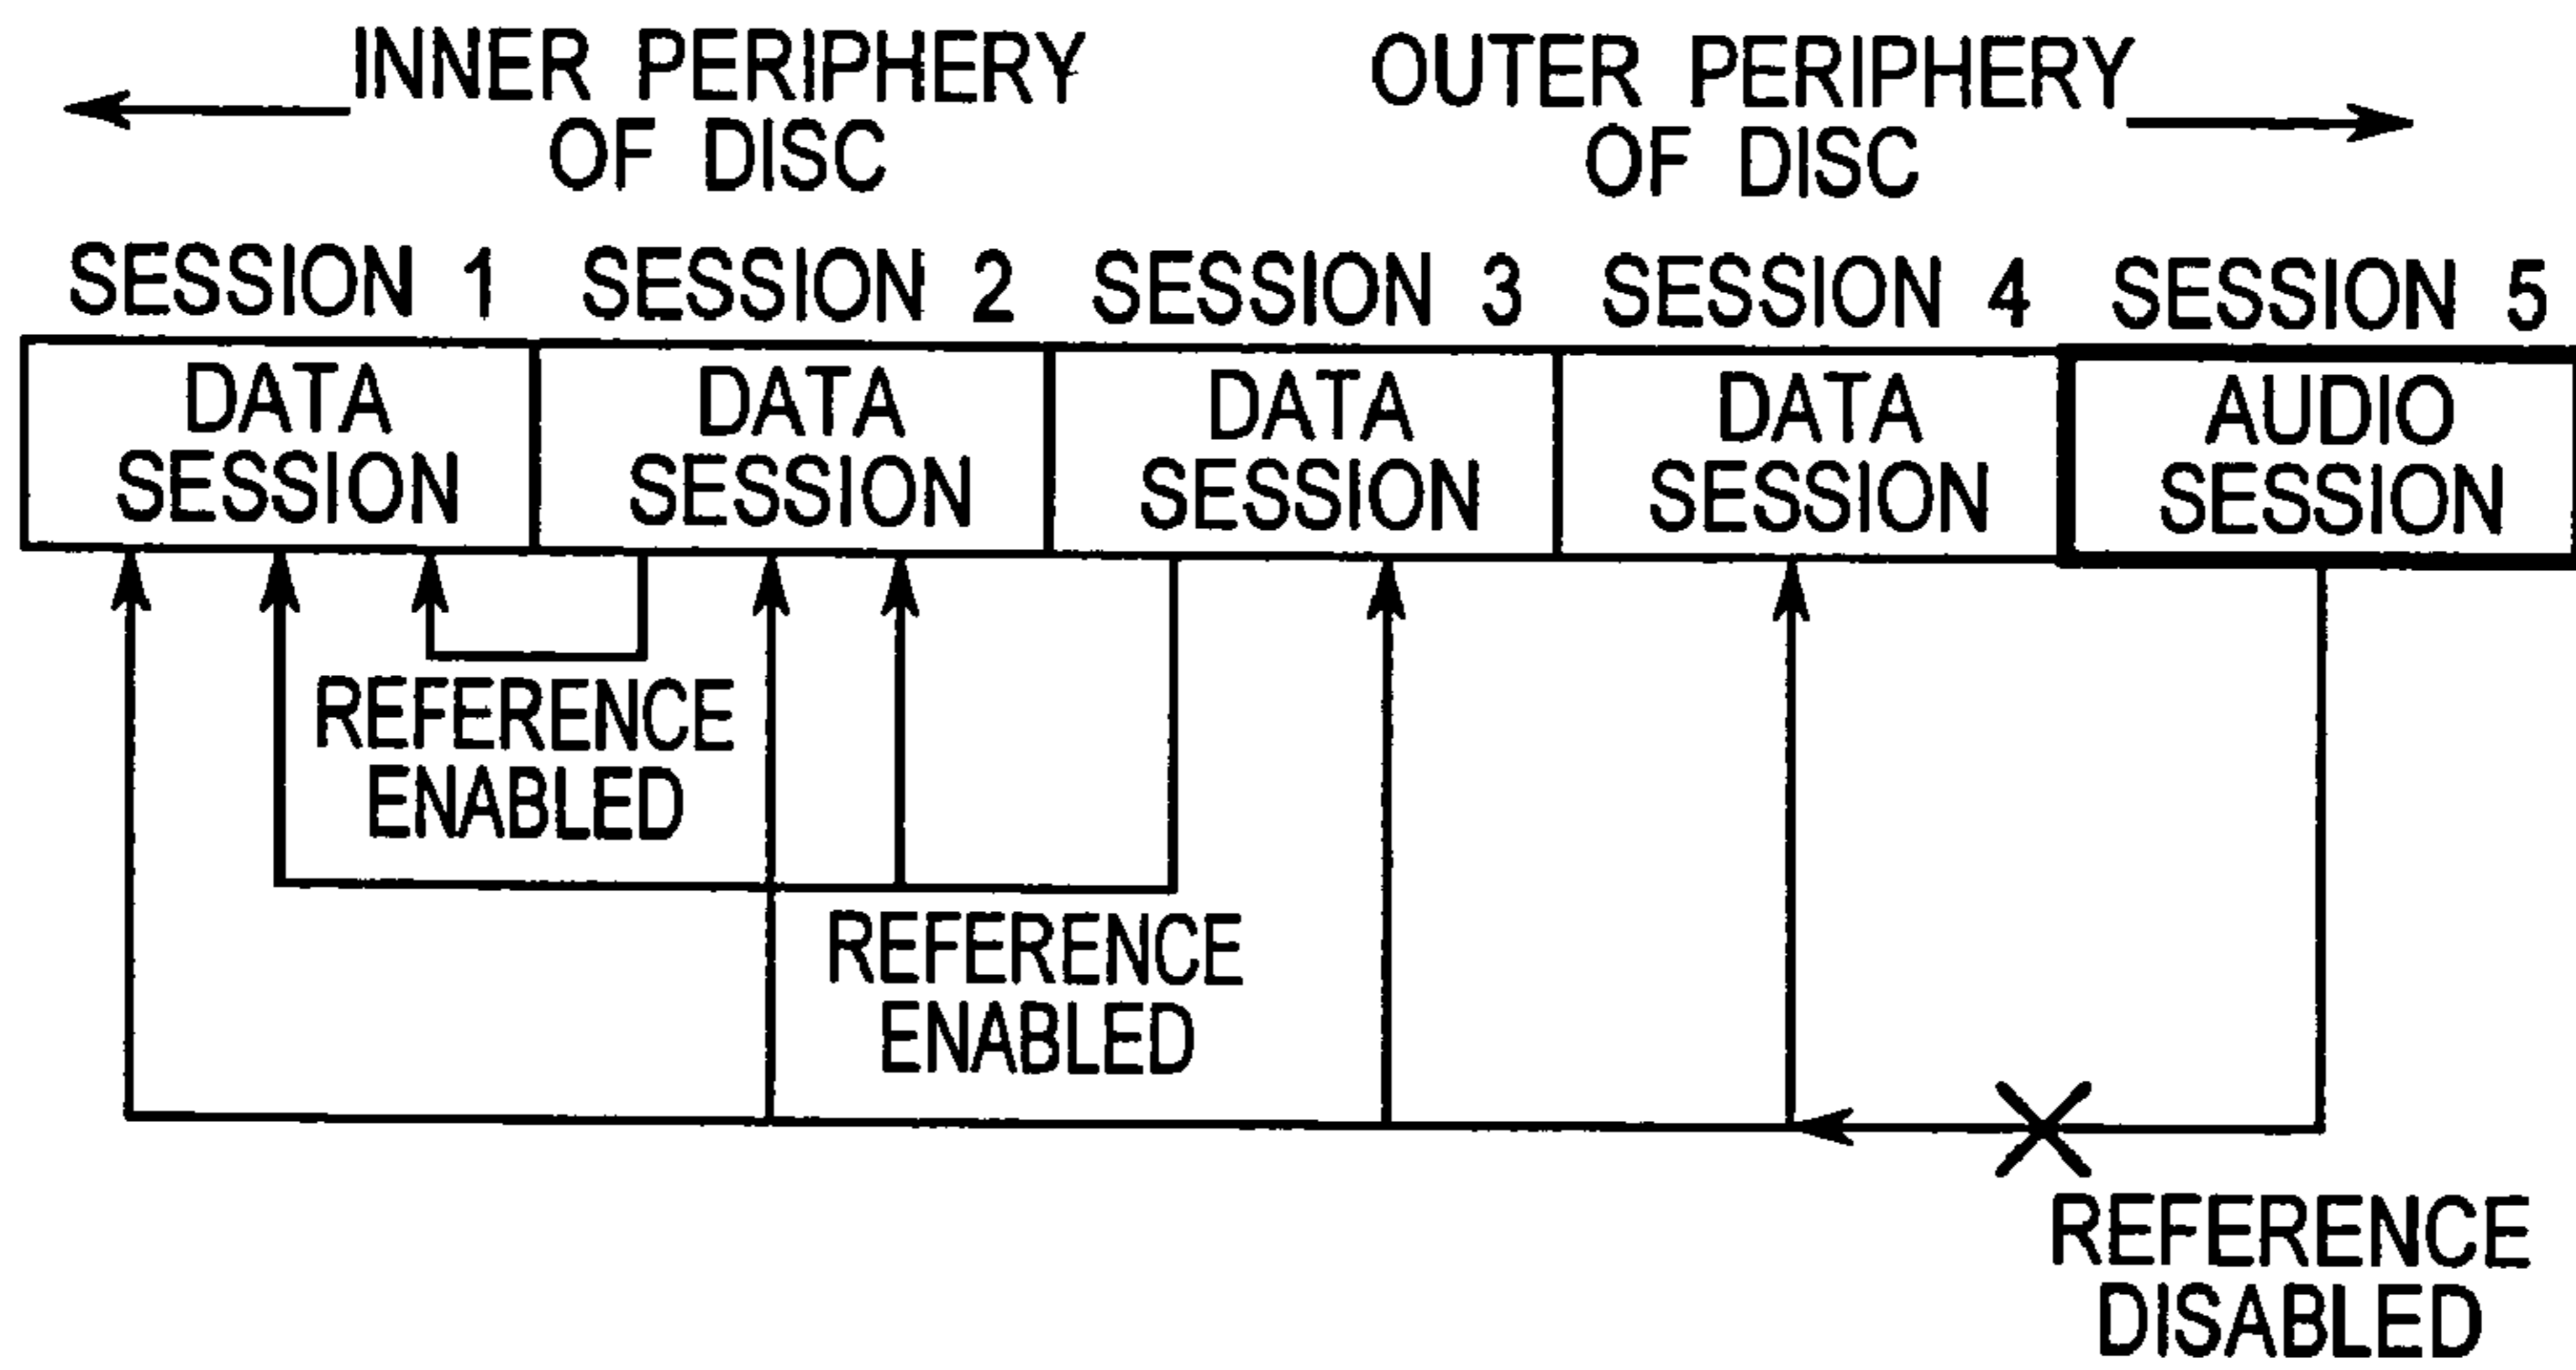 INNER PERIPHERY
OF DISC
OUTER PERIPHERY
OF DISC
SESSION 1
SESSION 2
SESSION 3
SESSION 4
SESSION 5
DATA
SESSION
DATA
SESSION
DATA
SESSION
DATA
SESSION
AUDIO
SESSION
REFERENCE
ENABLED
REFERENCE
ENABLED
REFERENCE
DISABLED